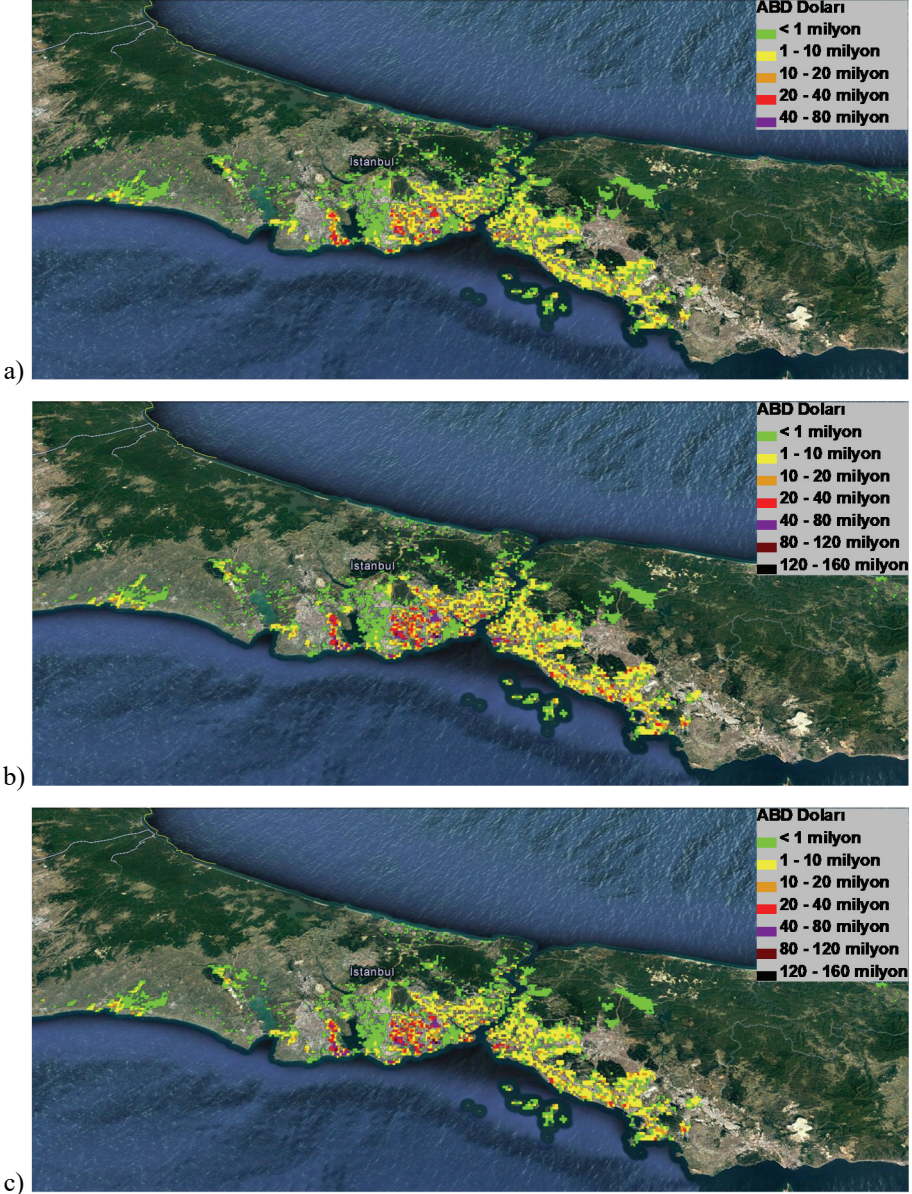 ABD Doları
< 1 milyon
1 - 10 milyon
10 - 20 milyon
20 - 40 milyon
40 - 80 milyon
İstanbul
a)
ABD Doları
< 1 milyon
1 - 10 milyon
10 - 20 milyon
20 - 40 milyon
40 - 80 milyon
80 - 120 milyon
120 - 160 milyon
İstanbul
b)
ABD Doları
< 1 milyon
1 - 10 milyon
10 - 20 milyon
20 - 40 milyon
40 - 80 milyon
80 - 120 milyon
120 - 160 milyon
İstanbul
c)